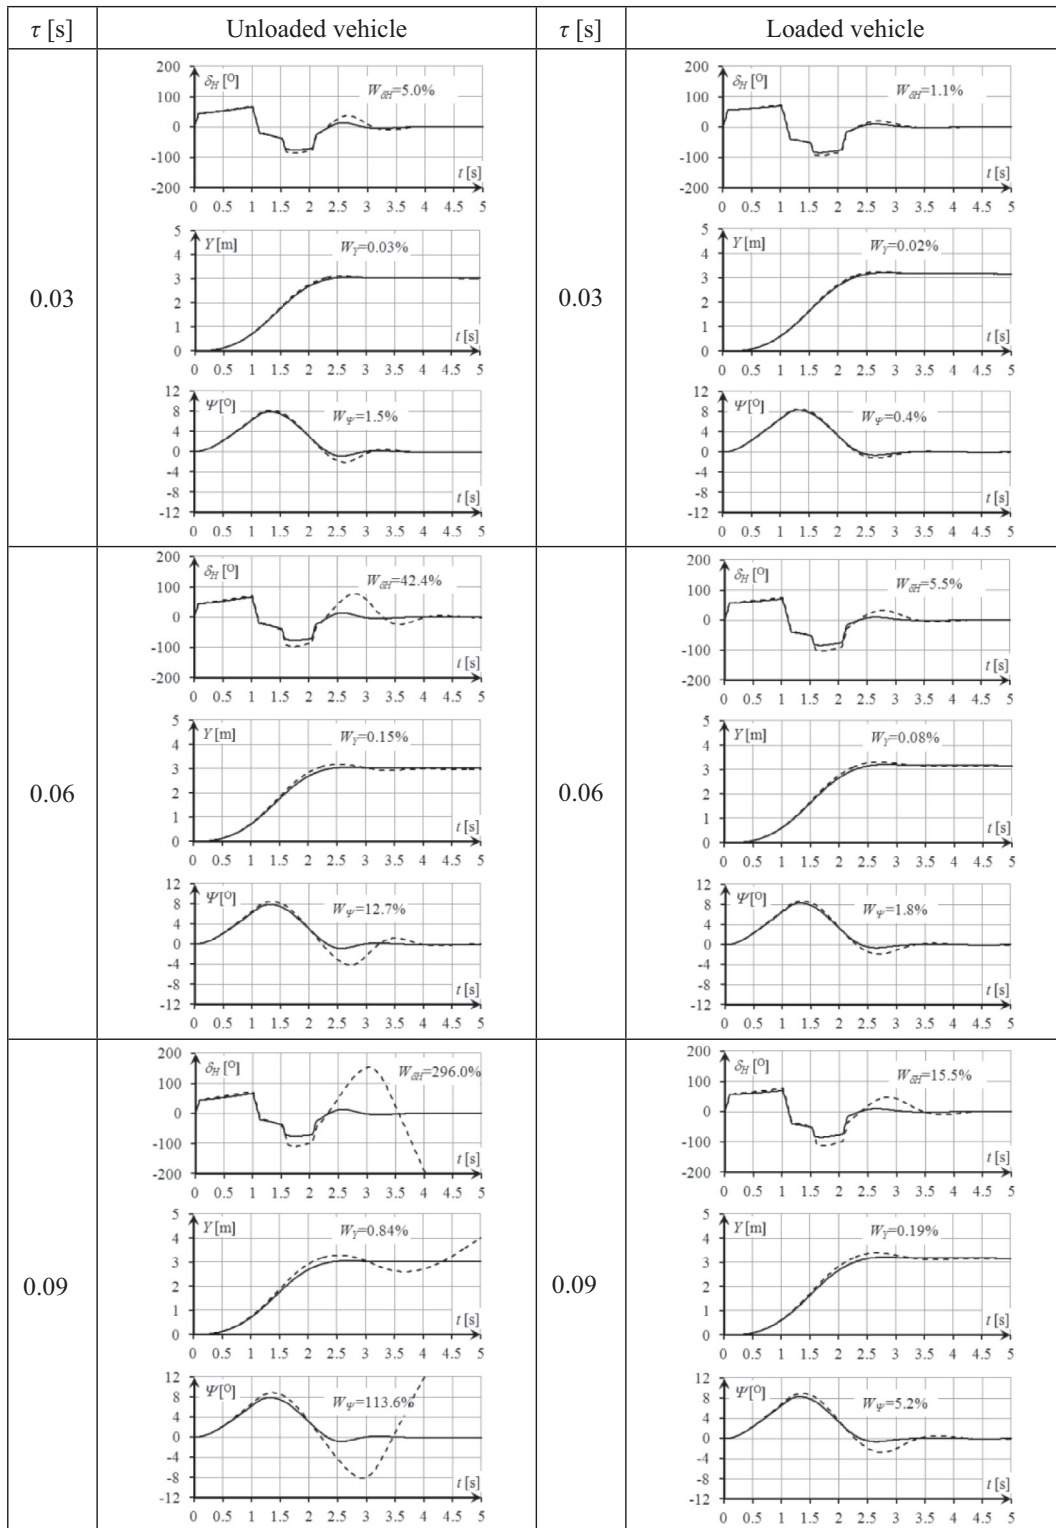 τ [s] Unloaded vehicle τ [s] Loaded vehicle
0.03
200 δH [O] WδH=5.0%
100
0
-100
-200 t [s]
0 0.5 1 1.5 2 2.5 3 3.5 4 4.5 5
5 Y [m] WY=0.03%
4
3
2
1
0 t [s]
0 0.5 1 1.5 2 2.5 3 3.5 4 4.5 5
12 Ψ[O] WΨ=1.5%
8
4
0
-4
-8
-12 t [s]
0 0.5 1 1.5 2 2.5 3 3.5 4 4.5 5
0.03
200 δH [O] WδH=1.1%
100
0
-100
-200 t [s]
0 0.5 1 1.5 2 2.5 3 3.5 4 4.5 5
5 Y [m] WY=0.02%
4
3
2
1
0 t [s]
0 0.5 1 1.5 2 2.5 3 3.5 4 4.5 5
12 Ψ[O] WΨ=0.4%
8
4
0
-4
-8
-12 t [s]
0 0.5 1 1.5 2 2.5 3 3.5 4 4.5 5
0.06
200 δH [O] WδH=42.4%
100
0
-100
-200 t [s]
0 0.5 1 1.5 2 2.5 3 3.5 4 4.5 5
5 Y [m] WY=0.15%
4
3
2
1
0 t [s]
0 0.5 1 1.5 2 2.5 3 3.5 4 4.5 5
12 Ψ[O] WΨ=12.7%
8
4
0
-4
-8
-12 t [s]
0 0.5 1 1.5 2 2.5 3 3.5 4 4.5 5
0.06
200 δH [O] WδH=5.5%
100
0
-100
-200 t [s]
0 0.5 1 1.5 2 2.5 3 3.5 4 4.5 5
5 Y [m] WY=0.08%
4
3
2
1
0 t [s]
0 0.5 1 1.5 2 2.5 3 3.5 4 4.5 5
12 Ψ[O] WΨ=1.8%
8
4
0
-4
-8
-12 t [s]
0 0.5 1 1.5 2 2.5 3 3.5 4 4.5 5
0.09
200 δH [O] WδH=296.0%
100
0
-100
-200 t [s]
0 0.5 1 1.5 2 2.5 3 3.5 4 4.5 5
5 Y [m] WY=0.84%
4
3
2
1
0 t [s]
0 0.5 1 1.5 2 2.5 3 3.5 4 4.5 5
12 Ψ[O] WΨ=113.6%
8
4
0
-4
-8
-12 t [s]
0 0.5 1 1.5 2 2.5 3 3.5 4 4.5 5
0.09
200 δH [O] WδH=15.5%
100
0
-100
-200 t [s]
0 0.5 1 1.5 2 2.5 3 3.5 4 4.5 5
5 Y [m] WY=0.19%
4
3
2
1
0 t [s]
0 0.5 1 1.5 2 2.5 3 3.5 4 4.5 5
12 Ψ[O] WΨ=5.2%
8
4
0
-4
-8
-12 t [s]
0 0.5 1 1.5 2 2.5 3 3.5 4 4.5 5